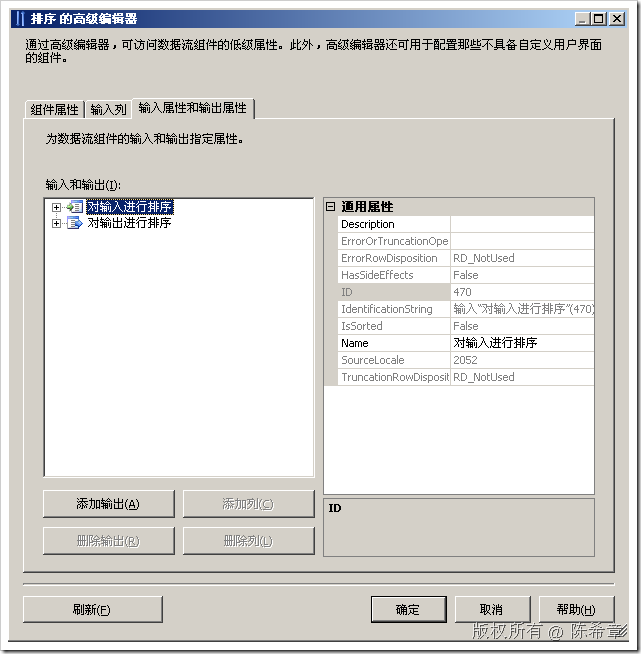 排序 的高级编辑器
通过高级编辑器，可访问数据流组件的低级属性。此外，高级编辑器还可用于配置那些不具备自定义用户界面
的组件。
组件属性 输入列 输入属性和输出属性
为数据流组件的输入和输出指定属性。
输入和输出(I):
对输入进行排序
对输出进行排序
通用属性
Description
ErrorOrTruncationOpe
ErrorRowDisposition RD_NotUsed
HasSideEffects False
ID 470
IdentificationString 输入“对输入进行排序”(470)
IsSorted False
Name 对输入进行排序
SourceLocale 2052
TruncationRowDisposit RD_NotUsed
添加输出(A) 添加列(C)
删除输出(R) 删除列(L)
ID
刷新(F) 确定 取消 帮助(H)
版权所有 @ 陈希章